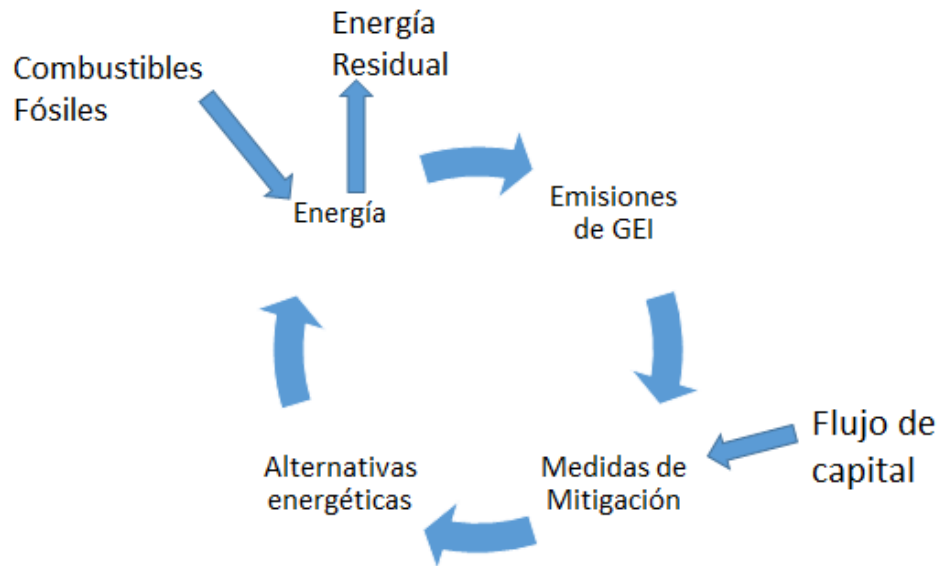 Energía
Residual
Combustibles
Fósiles
Energía
Emisiones
de GEI
Flujo de
capital
Medidas de
Mitigación
Alternativas
energéticas